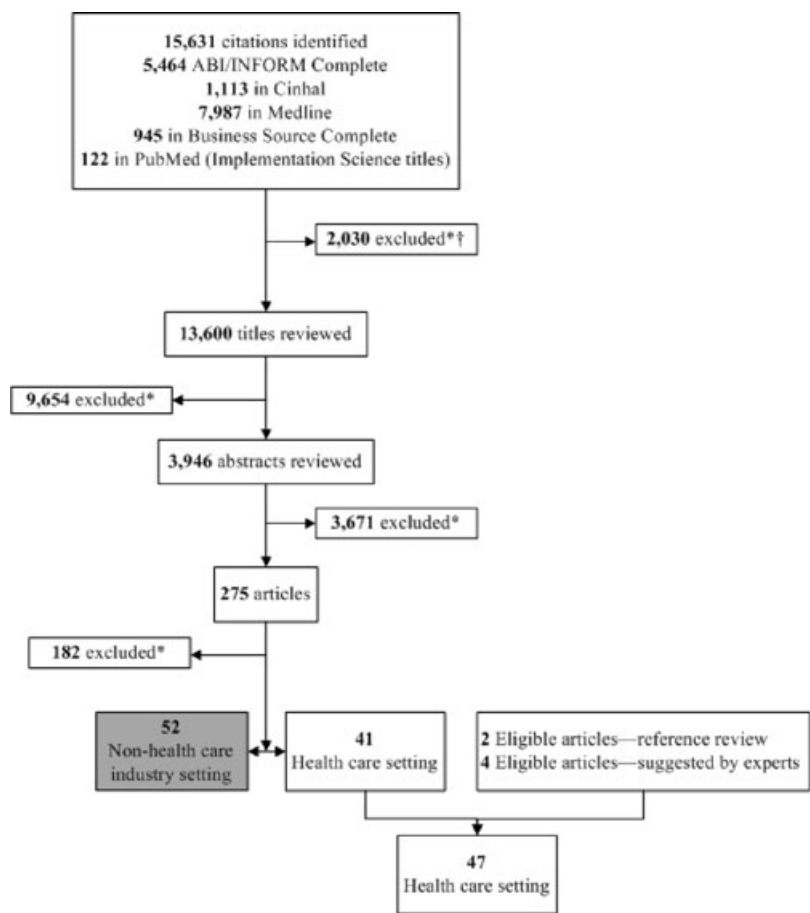 15,631 citations identified
5,464 ABI/INFORM Complete
1,113 in Cinhal
7,987 in Medline
945 in Business Source Complete
122 in PubMed (Implementation Science titles)
2,030 excluded*†
13,600 titles reviewed
9,654 excluded*
3,946 abstracts reviewed
3,671 excluded*
275 articles
182 excluded*
52
Non-health care
industry setting
41
Health care setting
2 Eligible articles—reference review
4 Eligible articles—suggested by experts
47
Health care setting